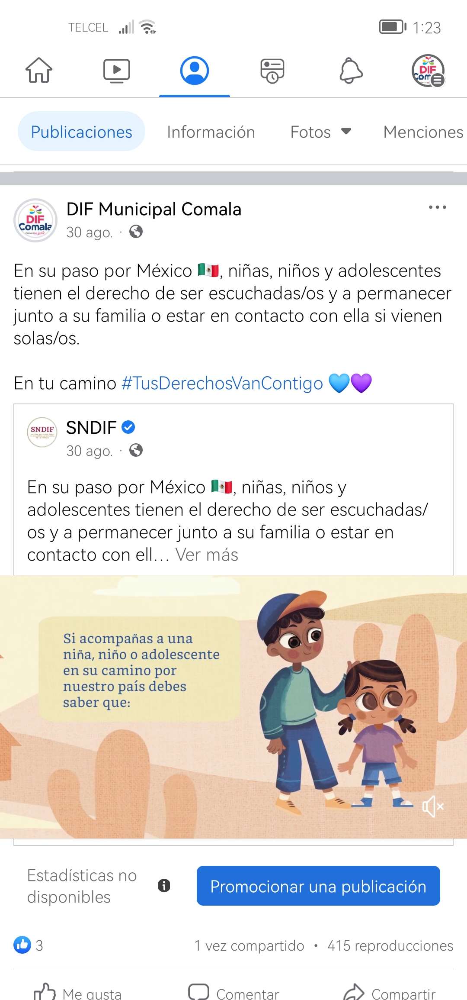 TELCEL 1:23
DIF
Com
Publicaciones Información Fotos Menciones
DIF
Comala
DIF Municipal Comala
30 ago. ·
En su paso por México 🇲🇽, niñas, niños y adolescentes
tienen el derecho de ser escuchadas/os y a permanecer
junto a su familia o estar en contacto con ella si vienen
solas/os.
En tu camino #TusDerechosVanContigo 💙💜
SNDIF
SNDIF
30 ago. ·
En su paso por México 🇲🇽, niñas, niños y
adolescentes tienen el derecho de ser escuchadas/
os y a permanecer junto a su familia o estar en
contacto con ell... Ver más
Si acompañas a una
niña, niño o adolescente
en su camino por
nuestro país debes
saber que:
Estadísticas no
disponibles
Promocionar una publicación
3 1 vez compartido • 415 reproducciones
Me gusta Comentar Compartir